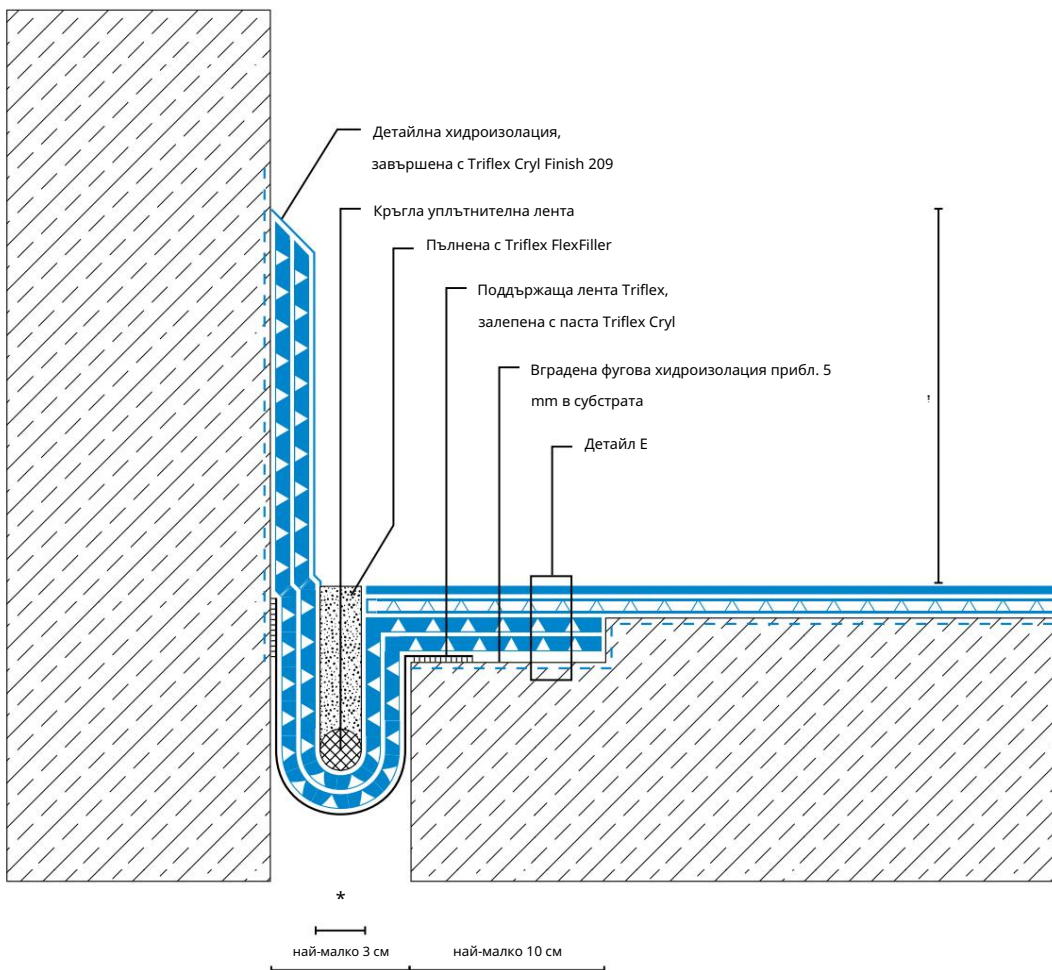 Детайлна хидроизолация,
завършена с Triflex Cryl Finish 209
Кръгла уплътнителна лента
Пълнена с Triflex FlexFiller
Поддържаща лента Triflex,
залепена с паста Triflex Cryl
Вградена фугова хидроизолация прибл. 5
mm в субстрата
Детайл E
*
най-малко 3 см
най-малко 10 см